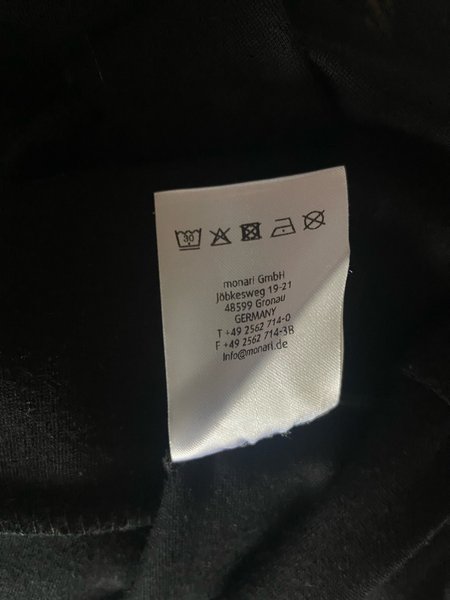 30
monari GmbH
Jöbkesweg 19-21
48599 Gronau
GERMANY
T +49 2562 714-0
F +49 2562 714-38
Info@monari.de